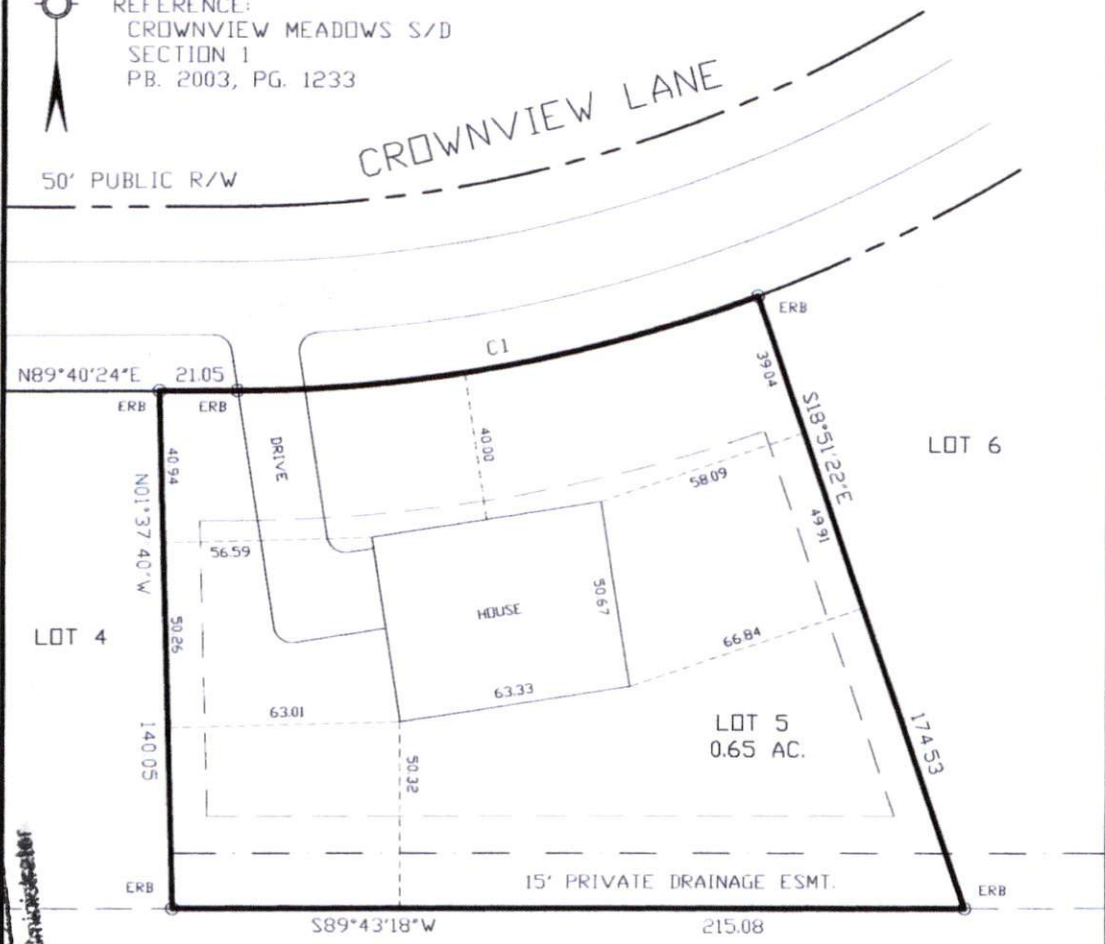 REFERENCE:
CROWNVIEW MEADOWS S/D
SECTION 1
PB. 2003, PG. 1233
CROWNVIEW LANE
50' PUBLIC R/W
ERB
C1
N89°40'24"E 21.05
ERB ERB
39.04
S18°51'22"E
LOT 6
40.00
DRIVE
40.94
N01°37'40"W
58.09
49.91
56.59
HOUSE
50.67
LOT 4
50.26
66.84
63.33
63.01
LOT 5
0.65 AC.
174.53
140.05
50.32
15' PRIVATE DRAINAGE ESMT.
ERB
ERB
S89°43'18"W 215.08